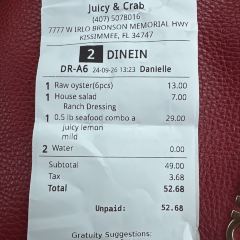 Juicy & Crab
(407) 5078016
7777 W IRLO BRONSON MEMORIAL HWY
KISSIMMEE, FL 34747
2 DINEIN
DR-A6 24-09-26 13:23 Danielle
1 Raw oyster(6pcs) 13.00
1 House salad 7.00
Ranch Dressing
1 0.5 lb seafood combo a 29.00
juicy lemon
mild
2 Water 0.00
Subtotal 49.00
Tax 3.68
Total 52.68
Unpaid: 52.68
Gratuity Suggestions: